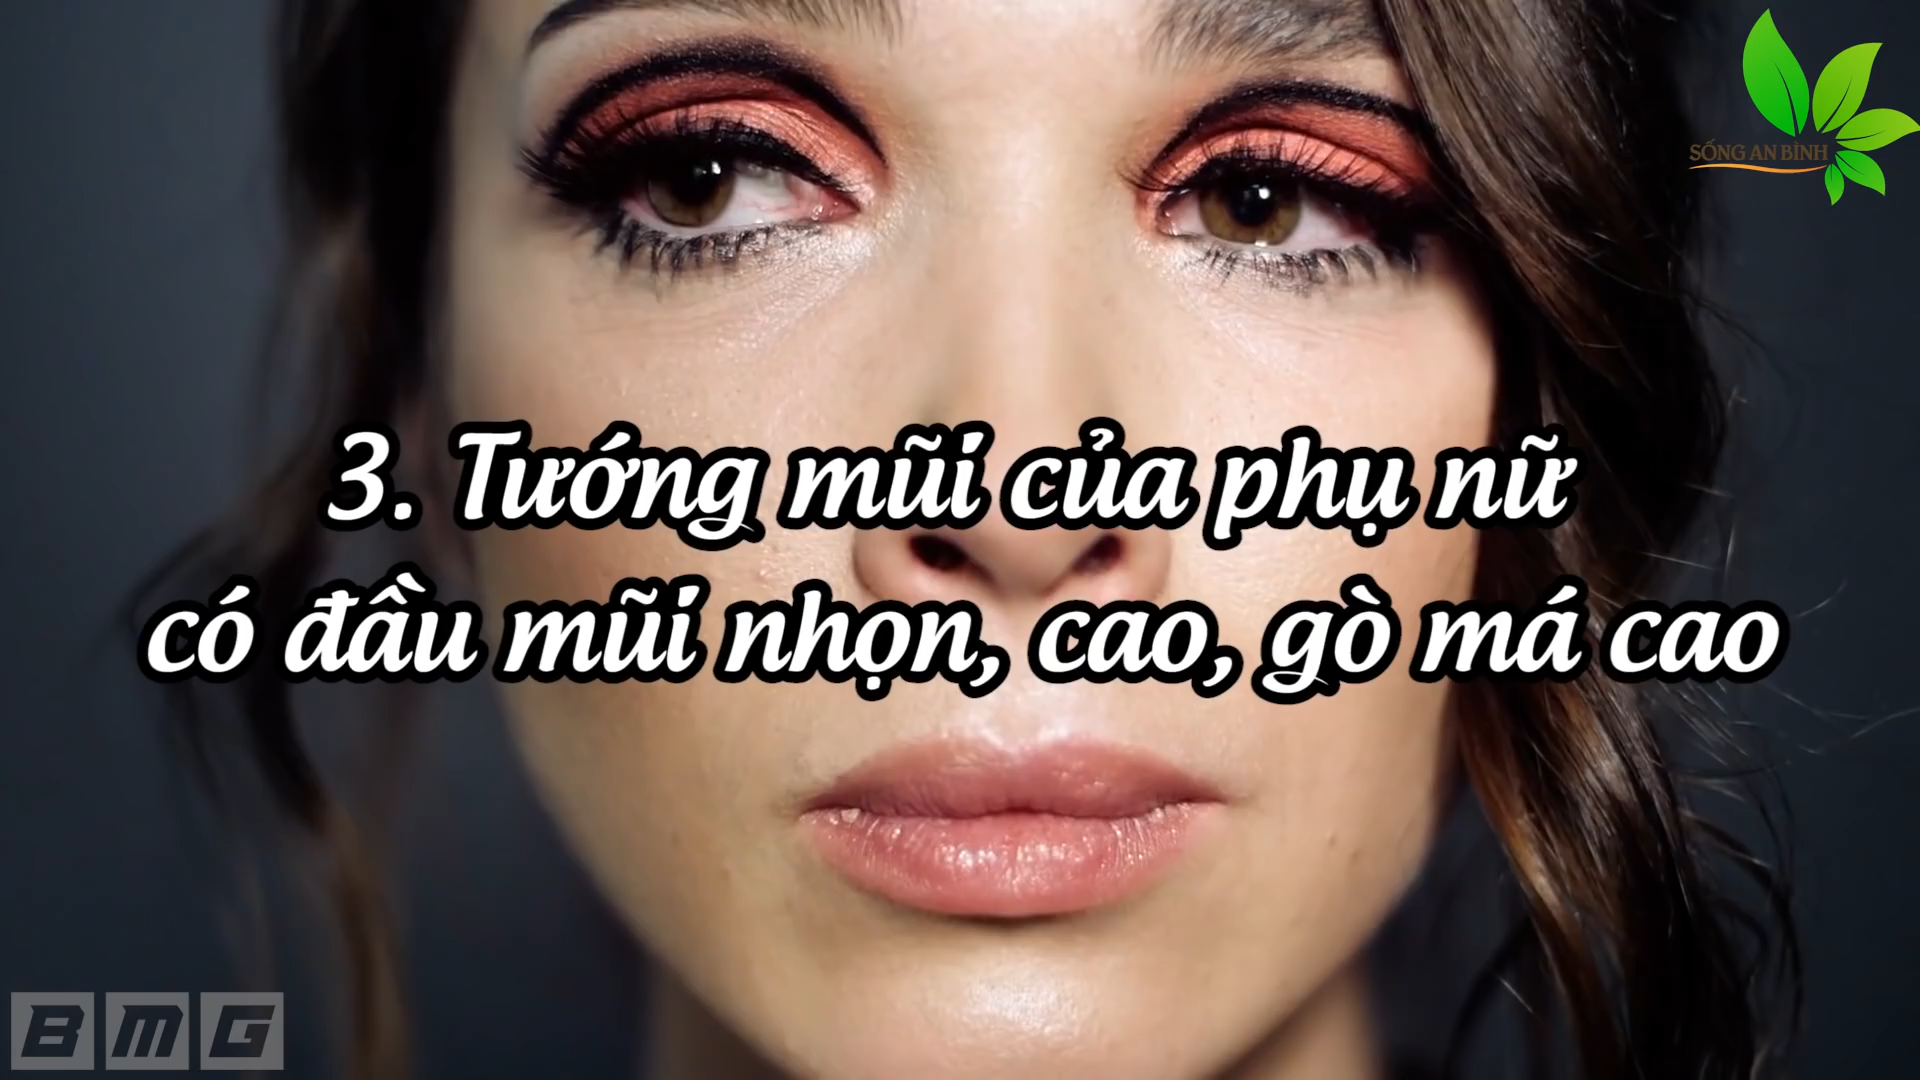 SỐNG AN BÌNH
3. Tướng mũi của phụ nữ
có đầu mũi nhọn, cao, gò má cao
BMG